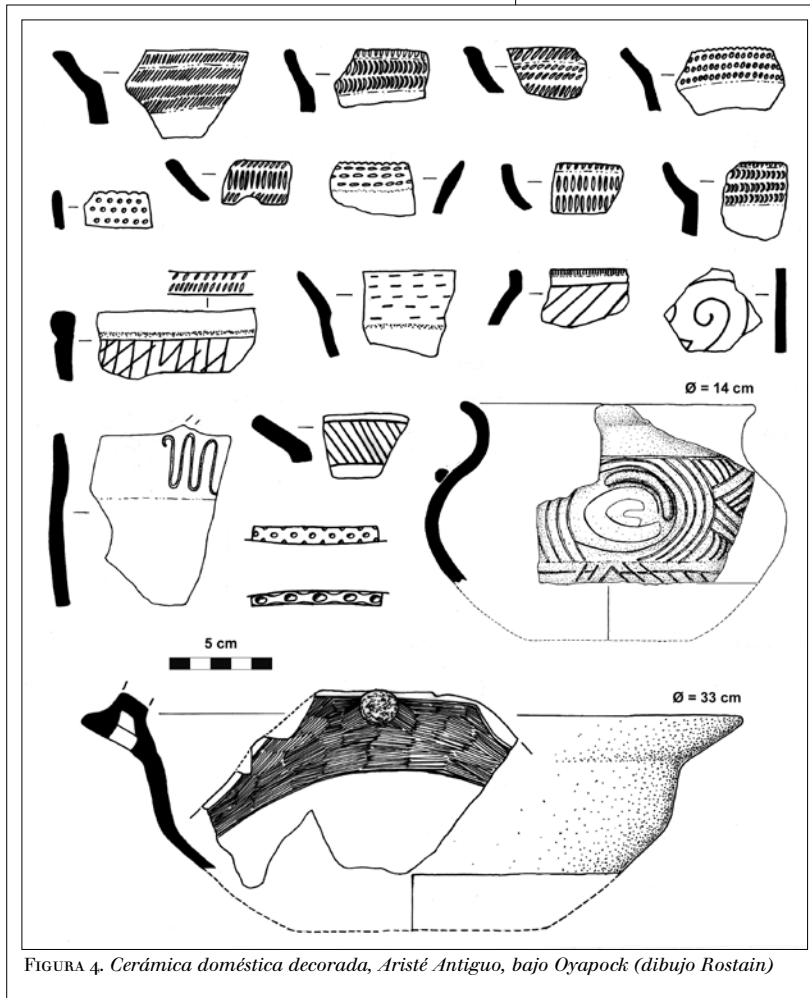 Ø = 14 cm
5 cm
Ø = 33 cm
FIGURA 4. Cerámica doméstica decorada, Aristé Antiguo, bajo Oyapock (dibujo Rostain)